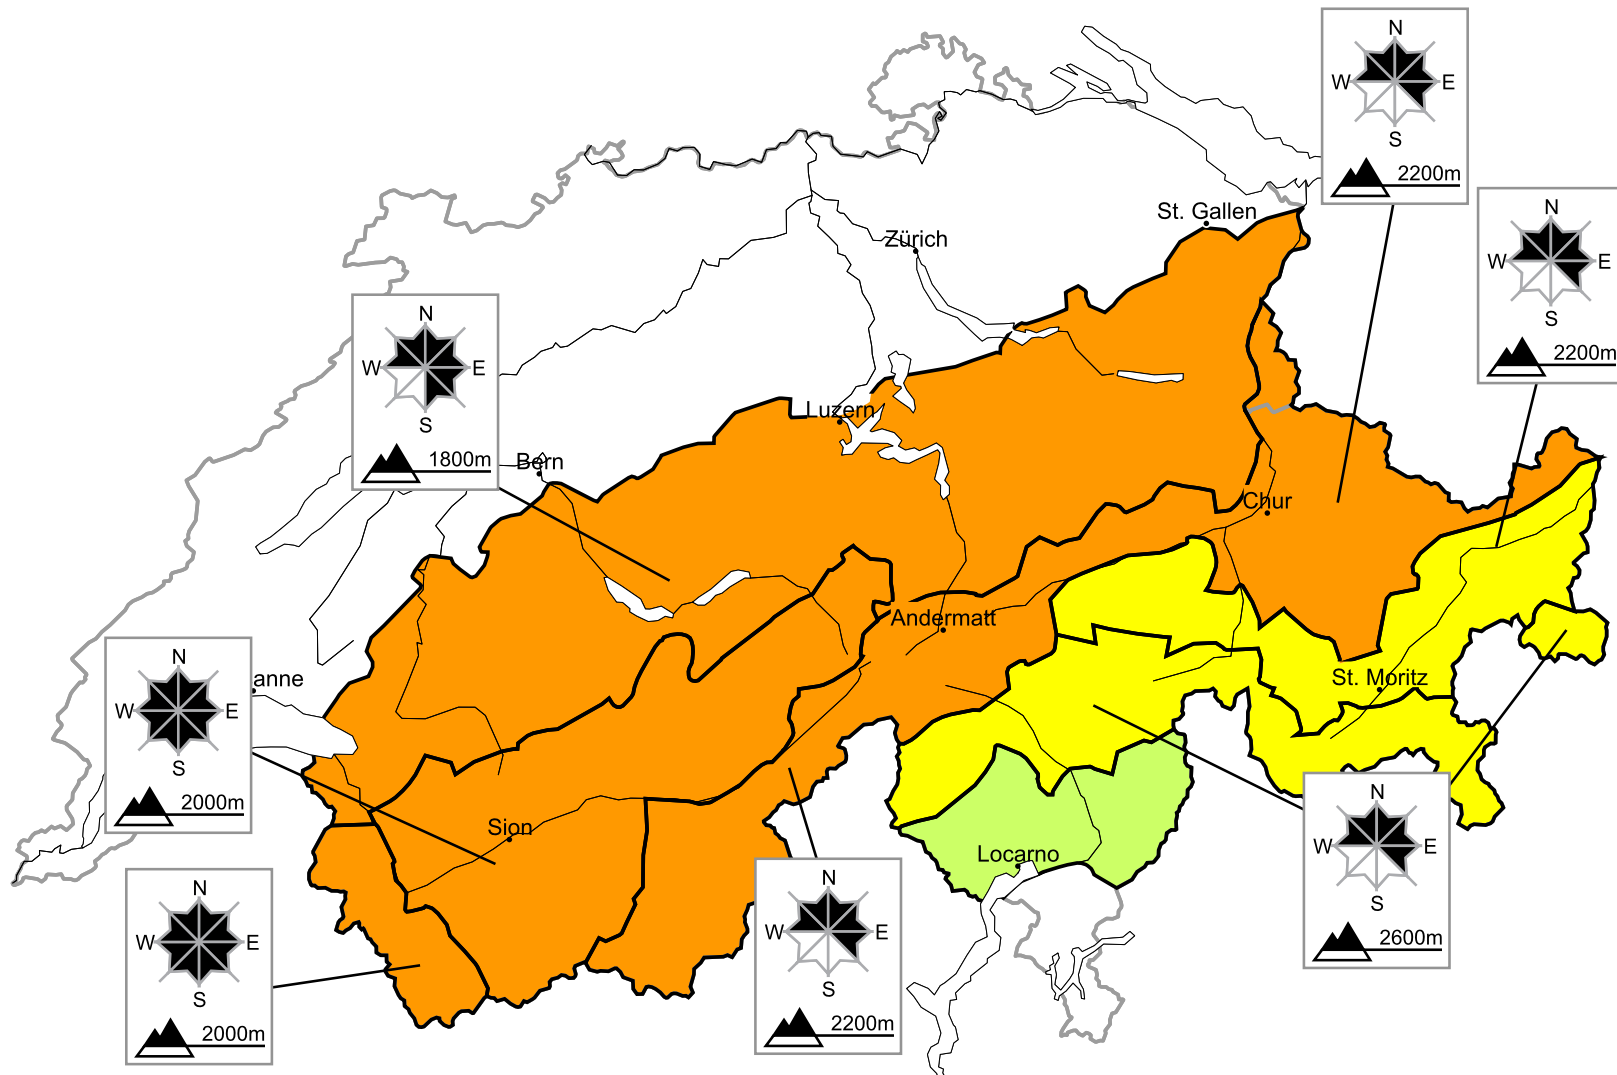 N
W E
S
2200m
N
W E
S
2200m
St. Gallen
Zürich
N
W E
S
1800m
Luzern
Bern
Chur
Andermatt
N
W E
S
2000m
anne
St. Moritz
N
W E
S
2600m
Sion
Locarno
N
W E
S
2000m
N
W E
S
2200m